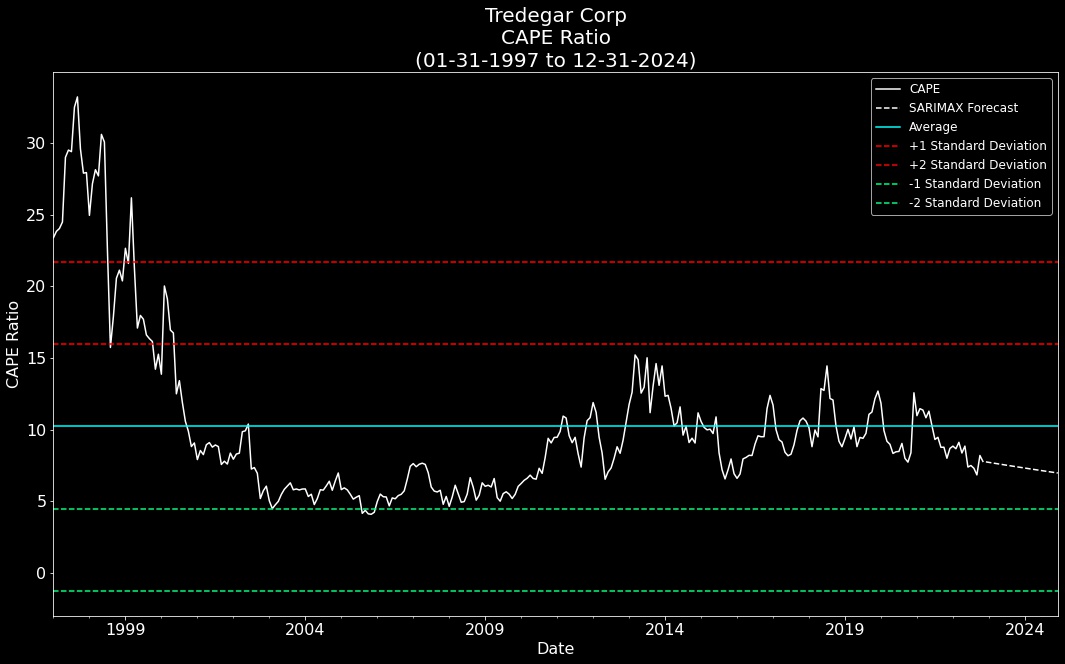 Tredegar Corp
CAPE Ratio
(01-31-1997 to 12-31-2024)
CAPE
SARIMAX Forecast
Average
+1 Standard Deviation
+2 Standard Deviation
-1 Standard Deviation
-2 Standard Deviation
CAPE Ratio
30
25
20
15
10
5
0
1999
2004
2009
2014
2019
2024
Date